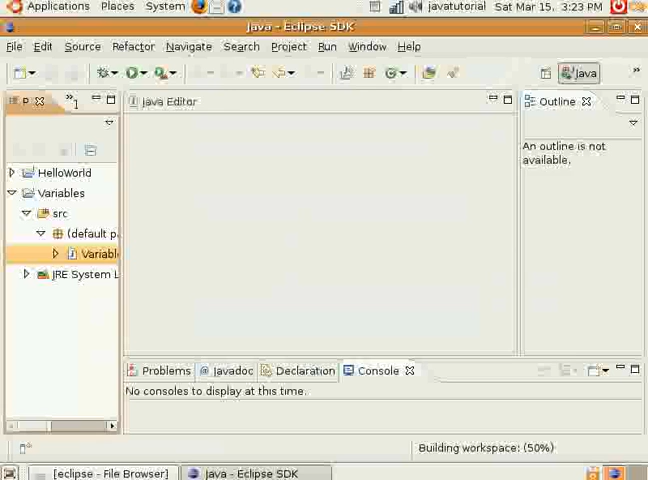 Applications Places System ? javatutorial Sat Mar 15, 3:23 PM
Java - Eclipse SDK
File Edit Source Refactor Navigate Search Project Run Window Help
Java »
P »1 Java Editor Outline
An outline is not
available.
HelloWorld
Variables
src
(default p
J Variabl
JRE System L
Problems @ Javadoc Declaration Console
No consoles to display at this time.
Building workspace: (50%)
[eclipse - File Browser] Java - Eclipse SDK